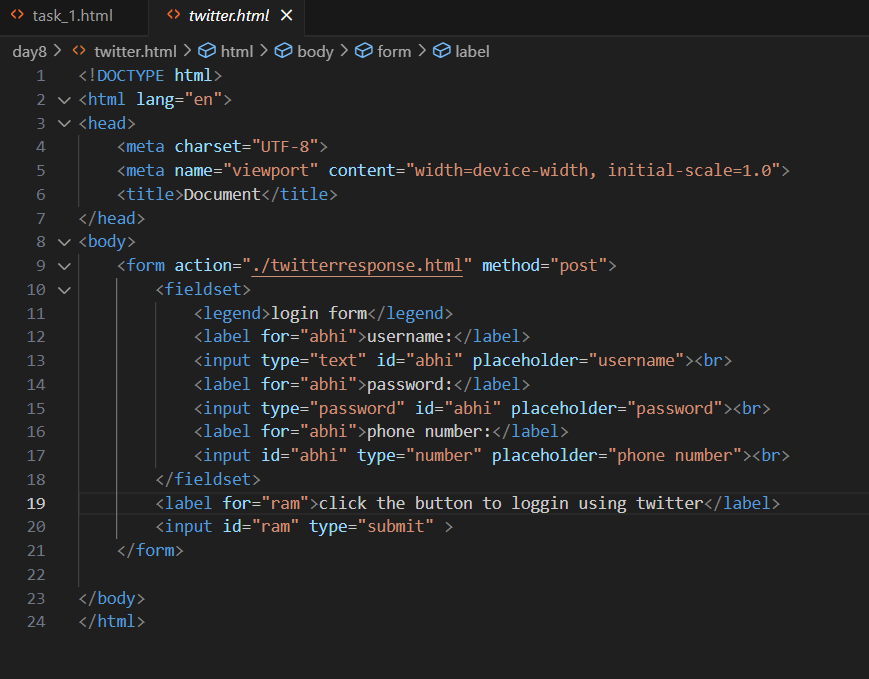 task_1.html twitter.html
day8 > twitter.html > html > body > form > label
1 <!DOCTYPE html>
2 <html lang="en">
3 <head>
4     <meta charset="UTF-8">
5     <meta name="viewport" content="width=device-width, initial-scale=1.0">
6     <title>Document</title>
7 </head>
8 <body>
9     <form action="./twitterresponse.html" method="post">
10         <fieldset>
11             <legend>login form</legend>
12             <label for="abhi">username:</label>
13             <input type="text" id="abhi" placeholder="username"><br>
14             <label for="abhi">password:</label>
15             <input type="password" id="abhi" placeholder="password"><br>
16             <label for="abhi">phone number:</label>
17             <input id="abhi" type="number" placeholder="phone number"><br>
18         </fieldset>
19         <label for="ram">click the button to loggin using twitter</label>
20         <input id="ram" type="submit" >
21     </form>
22
23 </body>
24 </html>